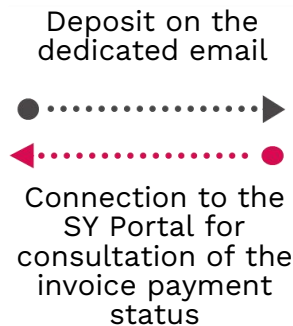 Deposit on the
dedicated email
Connection to the
SY Portal for
consultation of the
invoice payment
status